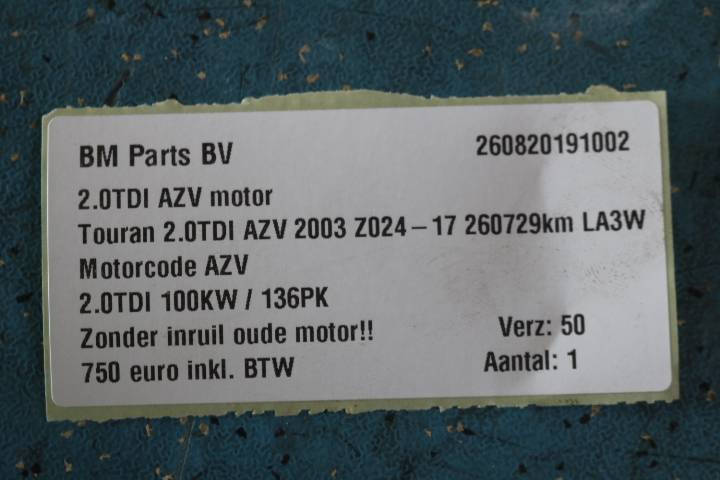 BM Parts BV 260820191002
2.0TDI AZV motor
Touran 2.0TDI AZV 2003 Z024-17 260729km LA3W
Motorcode AZV
2.0TDI 100KW / 136PK
Zonder inruil oude motor!! Verz: 50
750 euro inkl. BTW Aantal: 1